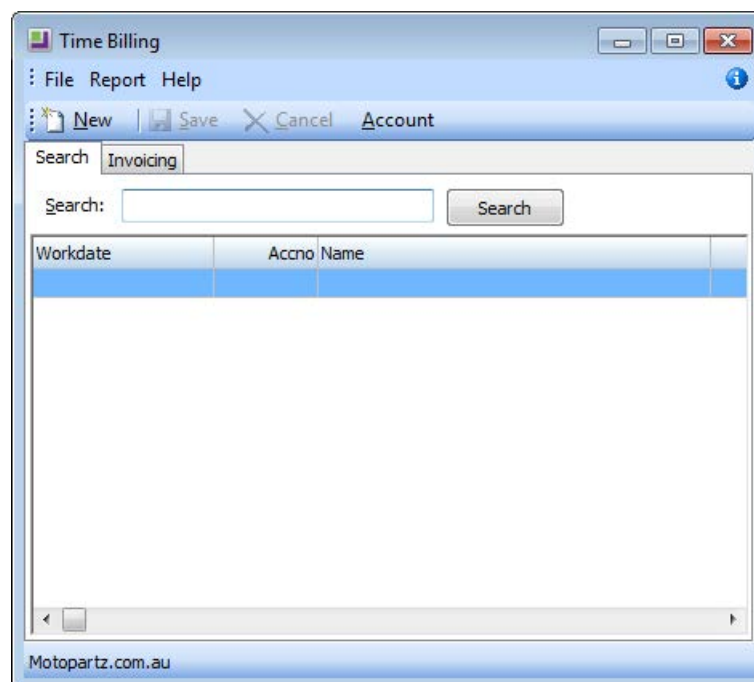 Time Billing
File Report Help
New Save Cancel Account
Search Invoicing
Search: Search
Workdate Accno Name
Motopartz.com.au